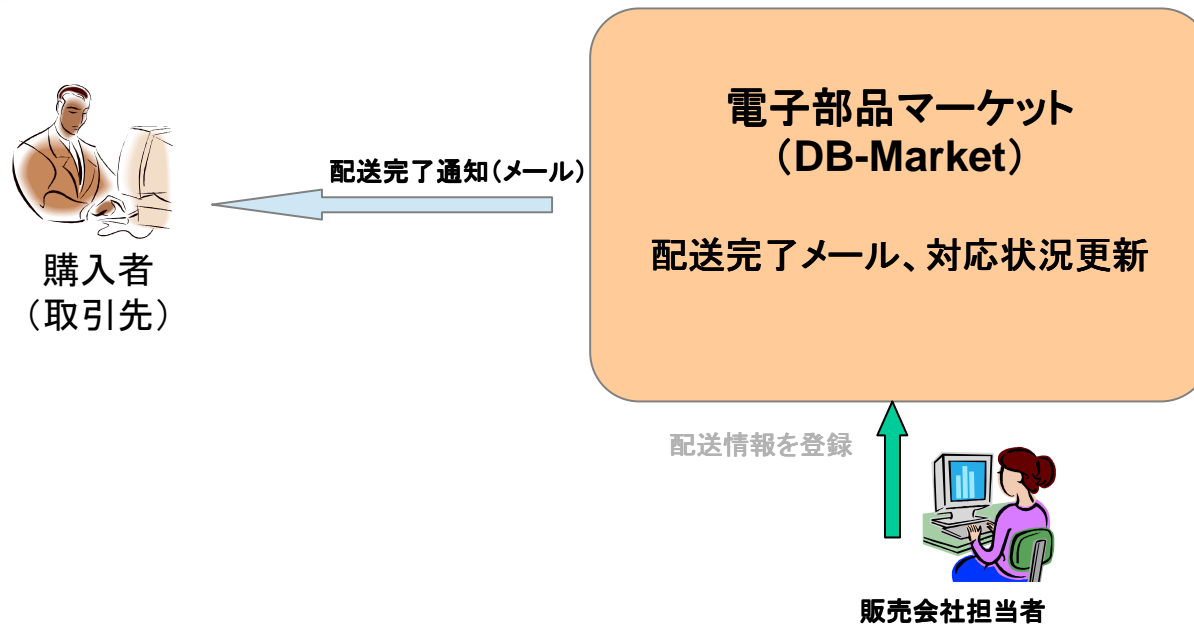 電子部品マーケット
（DB-Market）
配送完了通知（メール）
配送完了メール、対応状況更新
購入者
（取引先）
配送情報を登録
販売会社担当者